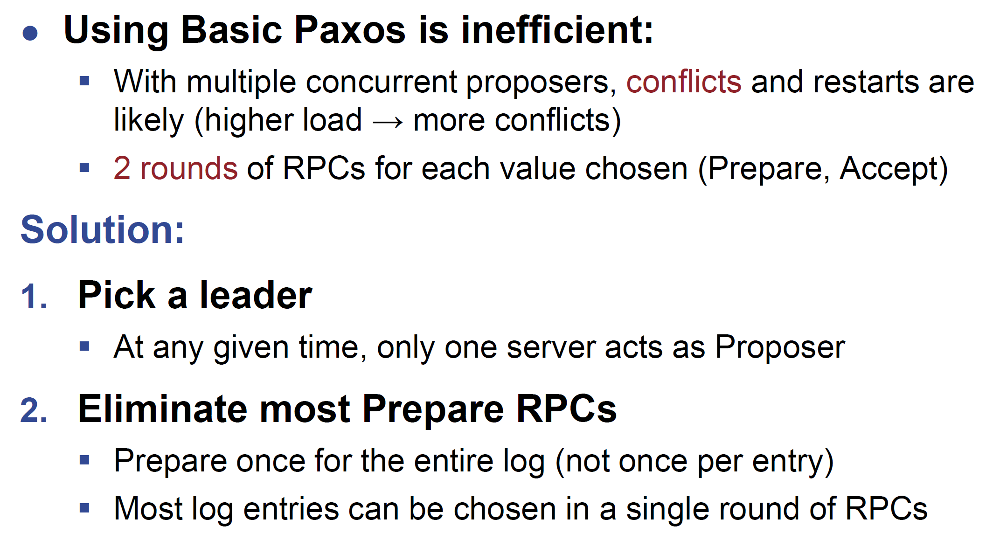 • Using Basic Paxos is inefficient:
▪ With multiple concurrent proposers, conflicts and restarts are
likely (higher load → more conflicts)
▪ 2 rounds of RPCs for each value chosen (Prepare, Accept)
Solution:
1. Pick a leader
▪ At any given time, only one server acts as Proposer
2. Eliminate most Prepare RPCs
▪ Prepare once for the entire log (not once per entry)
▪ Most log entries can be chosen in a single round of RPCs